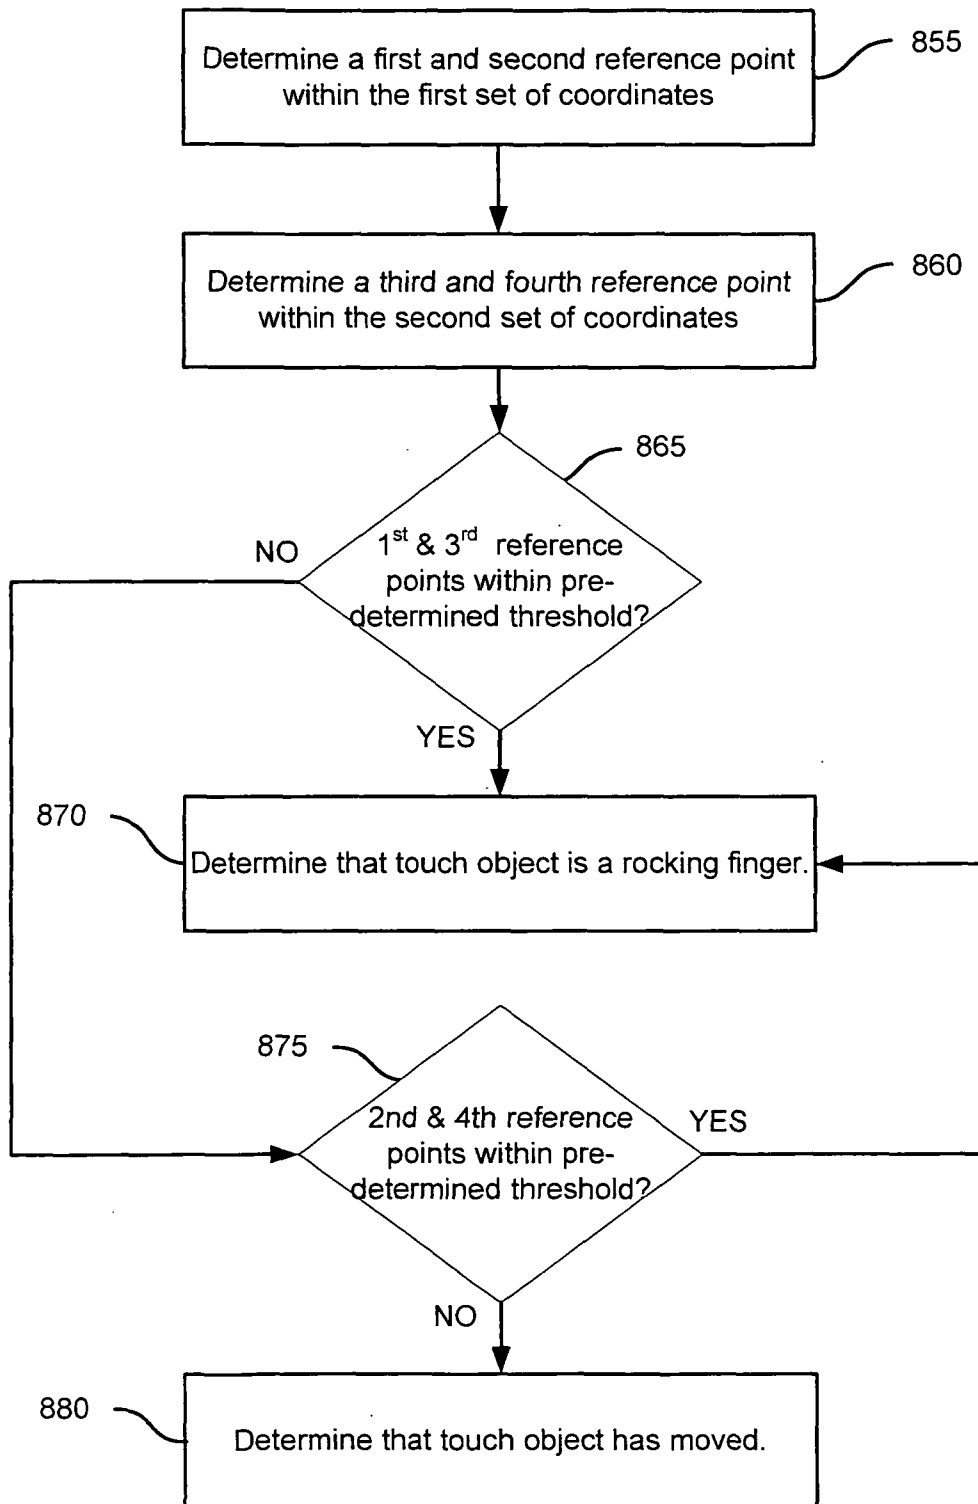 855
Determine a first and second reference point
within the first set of coordinates
860
Determine a third and fourth reference point
within the second set of coordinates
865
NO
1st & 3rd reference
points within pre-
determined threshold?
YES
870
Determine that touch object is a rocking finger.
875
2nd & 4th reference
points within pre-
determined threshold?
YES
NO
880
Determine that touch object has moved.